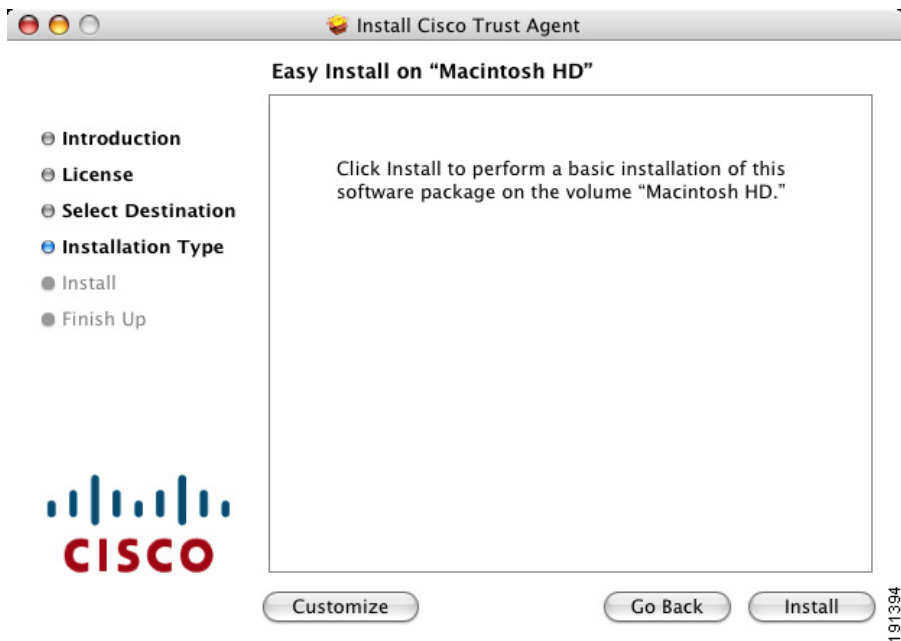 Install Cisco Trust Agent
Easy Install on “Macintosh HD”
Introduction
License
Select Destination
Installation Type
Install
Finish Up
Click Install to perform a basic installation of this
software package on the volume “Macintosh HD.”
CISCO
Customize
Go Back
Install
191394